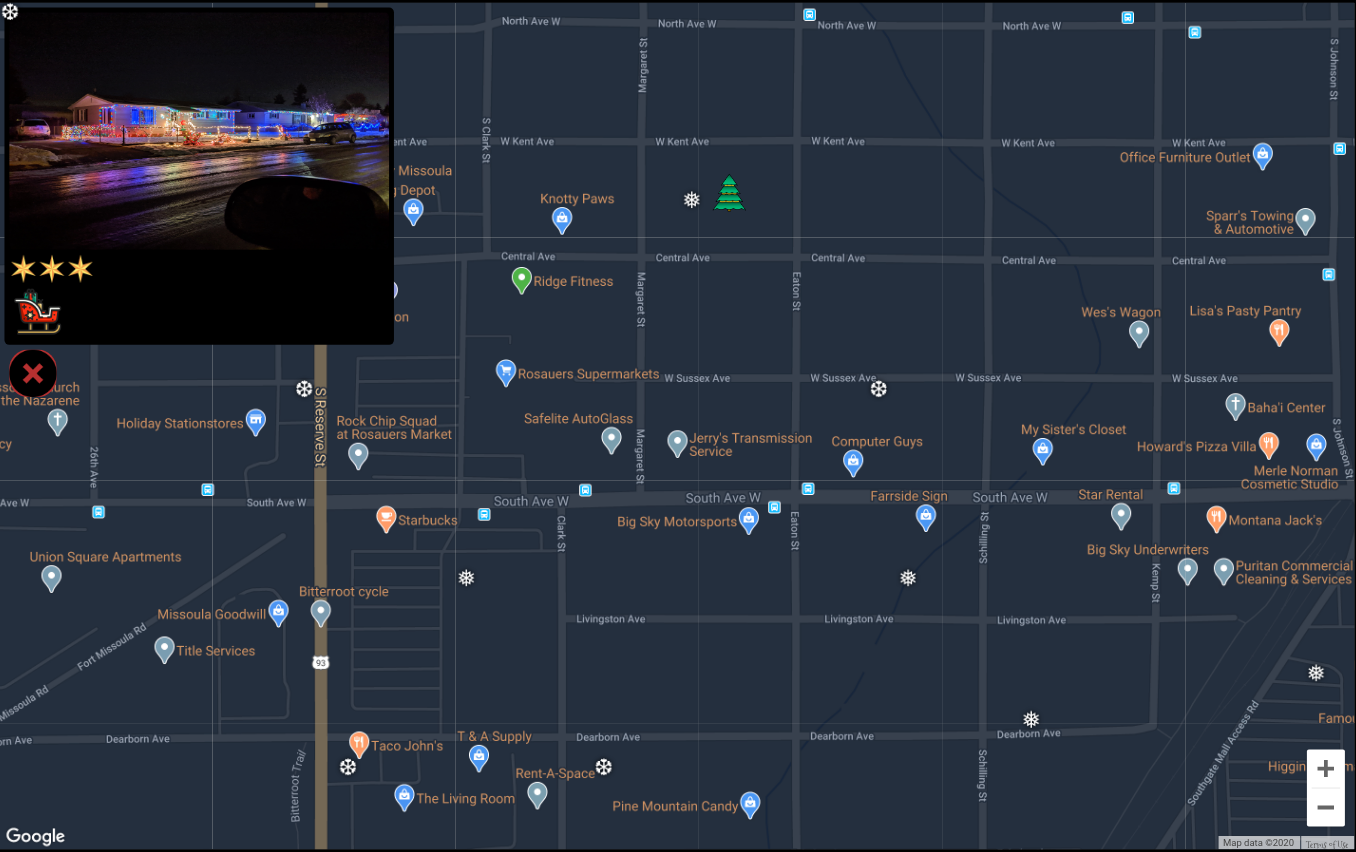 North Ave W
North Ave W
North Ave W
North Ave W
Margaret St
S Johnson St
S Clark St
ent Ave
W Kent Ave
W Kent Ave
W Kent Ave
W Kent Ave
W Kent Ave
Office Furniture Outlet
Missoula
g Depot
Knotty Paws
Sparr's Towing
& Automotive
Central Ave
Central Ave
Central Ave
Central Ave
Central Ave
Ridge Fitness
Margaret St
Eaton St
on
Wes's Wagon
Lisa's Pasty Pantry
Rosauers Supermarkets
W Sussex Ave
W Sussex Ave
W Sussex Ave
W Sussex Ave
urch
the Nazarene
cy
Holiday Stationstores
S Reserve St
Rock Chip Squad
at Rosauers Market
Safelite AutoGlass
Margaret St
Jerry's Transmission
Service
Computer Guys
My Sister's Closet
Baha'i Center
Howard's Pizza Villa
S Johnson St
Merle Norman
Cosmetic Studio
26th Ave
Ave W
South Ave W
South Ave W
South Ave W
South Ave W
Farrside Sign
Star Rental
Starbucks
Clark St
Big Sky Motorsports
Eaton St
Schilling St
Montana Jack's
Union Square Apartments
Big Sky Underwriters
Kemp St
Puritan Commercial
Cleaning & Services
Bitterroot cycle
Missoula Goodwill
Livingston Ave
Livingston Ave
Livingston Ave
Fort Missoula Rd
Title Services
93
Missoula Rd
orn Ave
Dearborn Ave
Dearborn Ave
Dearborn Ave
Dearborn Ave
Famou
Taco John's
T & A Supply
Southgate Mall Access Rd
Bitterroot Trail
Rent-A-Space
Schilling St
Higgin
m
The Living Room
Pine Mountain Candy
+
−
Google
Map data ©2020
Terms of Use